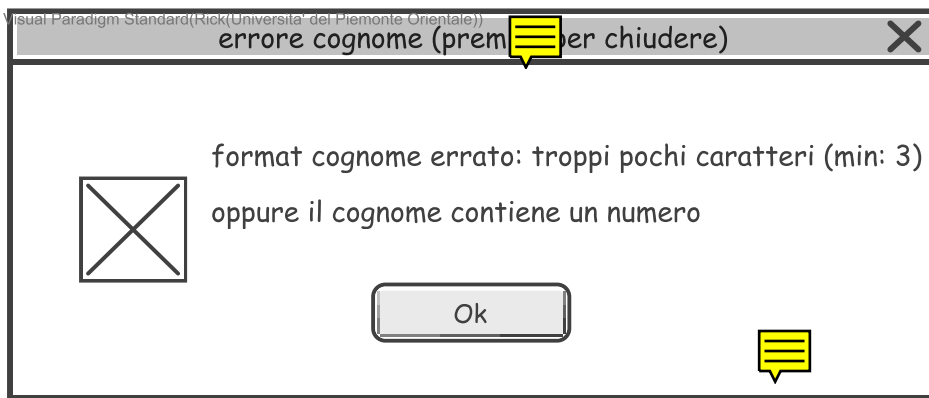 Visual Paradigm Standard(Rick(Universita' del Piemonte Orientale))
errore cognome (prem per chiudere)
format cognome errato: troppi pochi caratteri (min: 3)
oppure il cognome contiene un numero
Ok